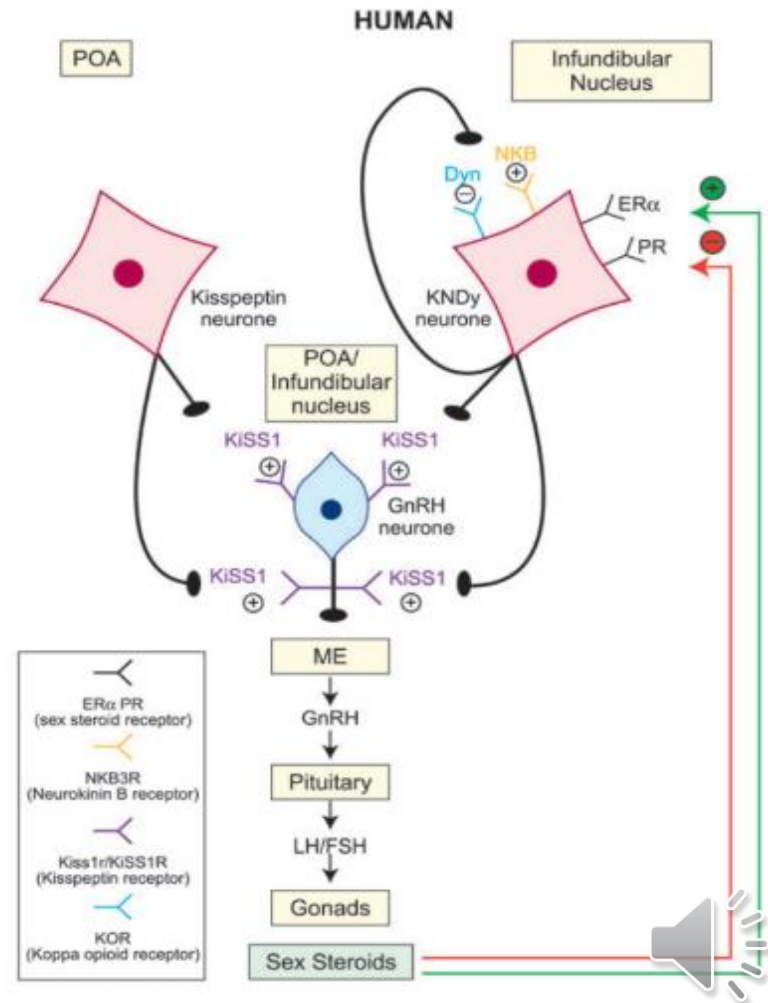 HUMAN
POA
Infundibular
Nucleus
NKB
+
Dyn
−
ERα
+
PR
−
Kisspeptin
neurone
KNDy
neurone
POA/
Infundibular
nucleus
KiSS1
+
KiSS1
+
GnRH
neurone
KiSS1
+
KiSS1
+
ME
GnRH
Pituitary
LH/FSH
Gonads
Sex Steroids
ERα PR
(sex steroid receptor)
NKB3R
(Neurokinin B receptor)
Kiss1r/KiSS1R
(Kisspeptin receptor)
KOR
(Koppa opioid receptor)